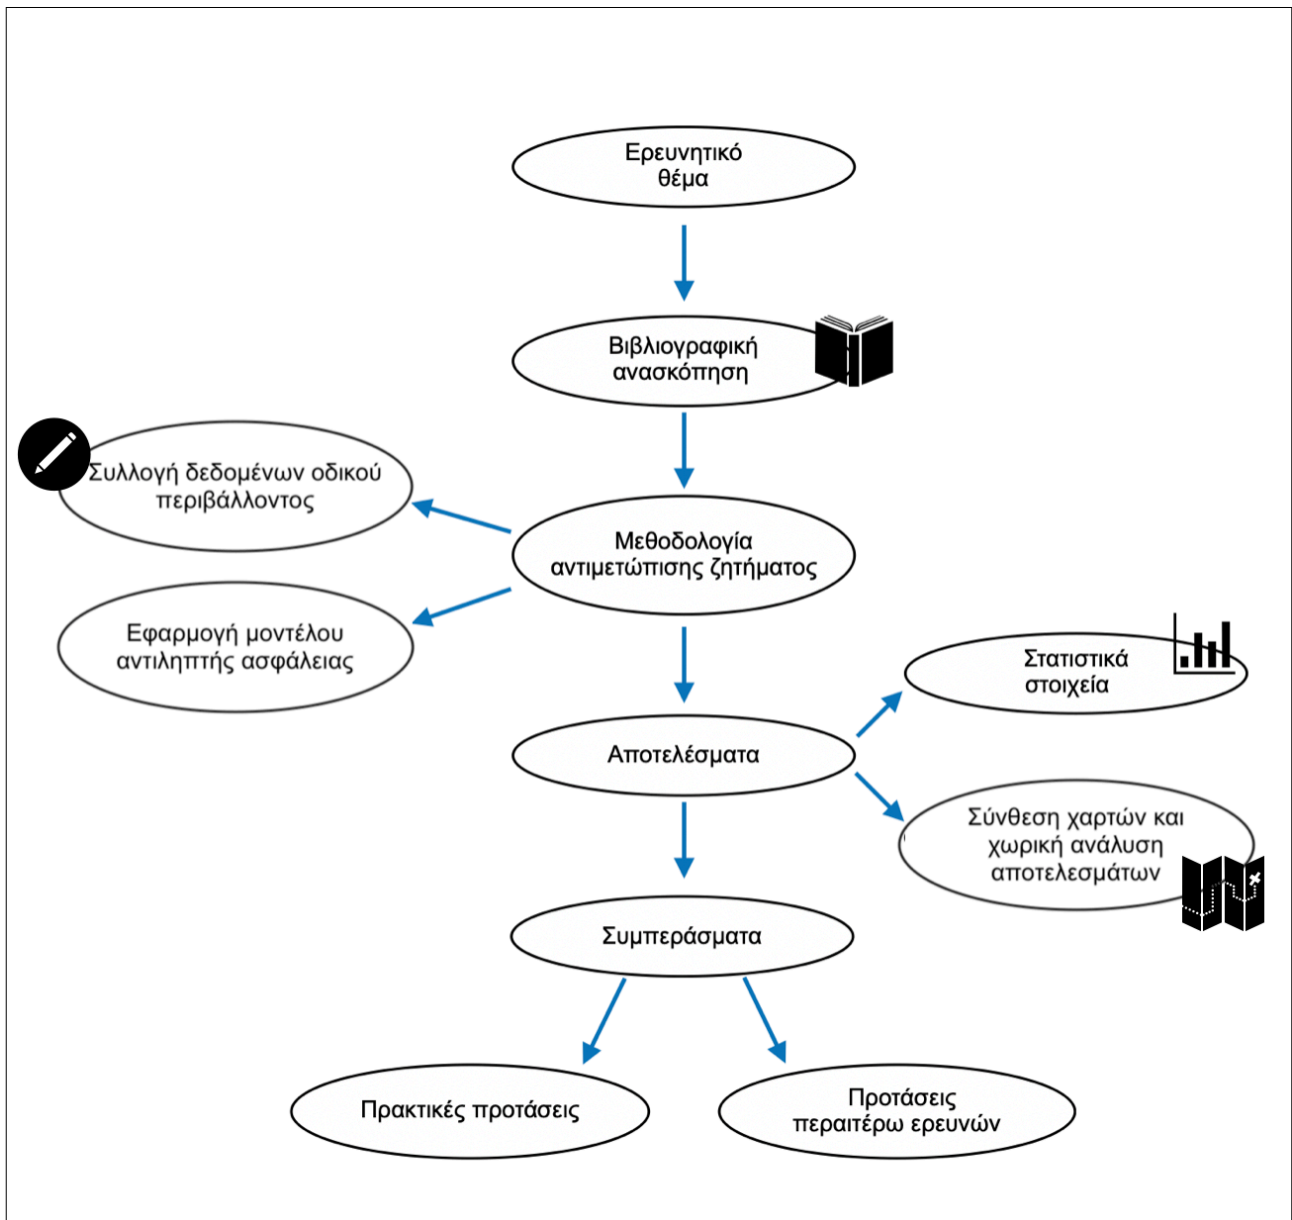 Ερευνητικό
θέμα
Βιβλιογραφική
ανασκόπηση
Συλλογή δεδομένων οδικού
περιβάλλοντος
Μεθοδολογία
αντιμετώπισης ζητήματος
Εφαρμογή μοντέλου
αντιληπτής ασφάλειας
Στατιστικά
στοιχεία
Αποτελέσματα
Σύνθεση χαρτών και
χωρική ανάλυση
αποτελεσμάτων
Συμπεράσματα
Πρακτικές προτάσεις
Προτάσεις
περαιτέρω ερευνών